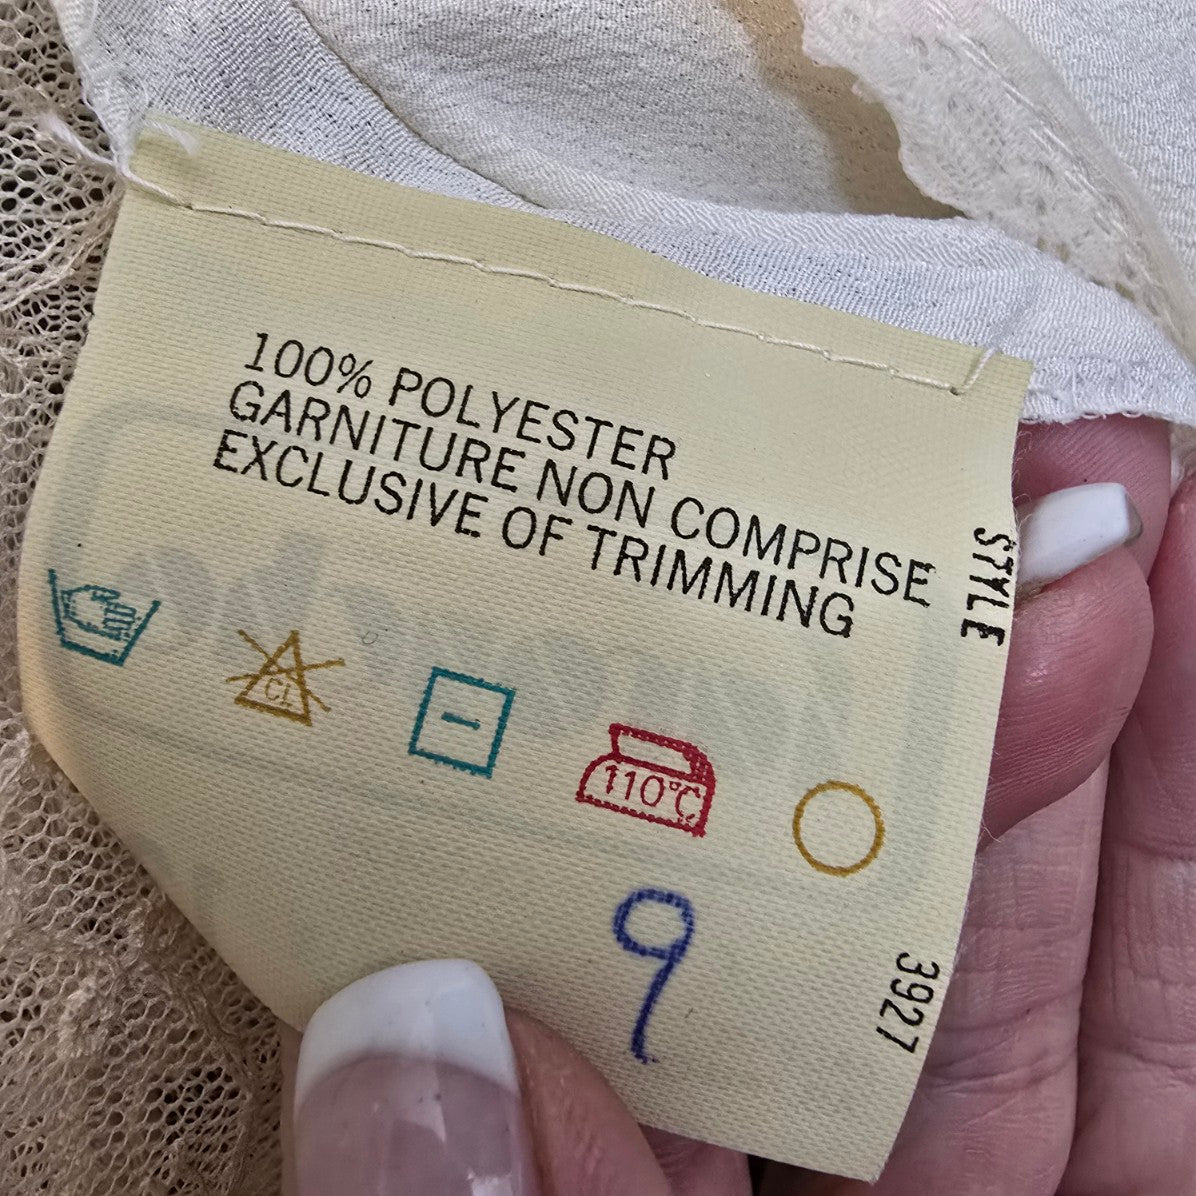 100% POLYESTER
GARNITURE NON COMPRISE
EXCLUSIVE OF TRIMMING
STYLE
CL
110°C
9
3927